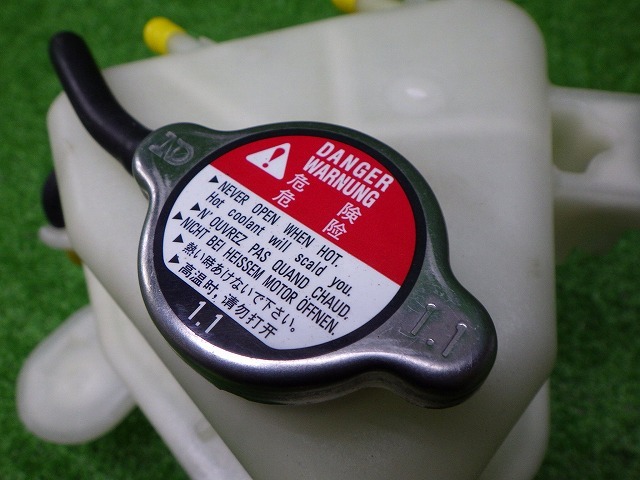 ND
DANGER
WARNUNG
危 険
危 险
▶NEVER OPEN WHEN HOT.
Hot coolant will scald you.
▶N' OUVREZ PAS QUAND CHAUD.
▶NICHT BEI HEISSEM MOTOR ÖFFNEN.
▶熱い時あけないで下さい。
▶高温时,请勿打开
1.1
1.1